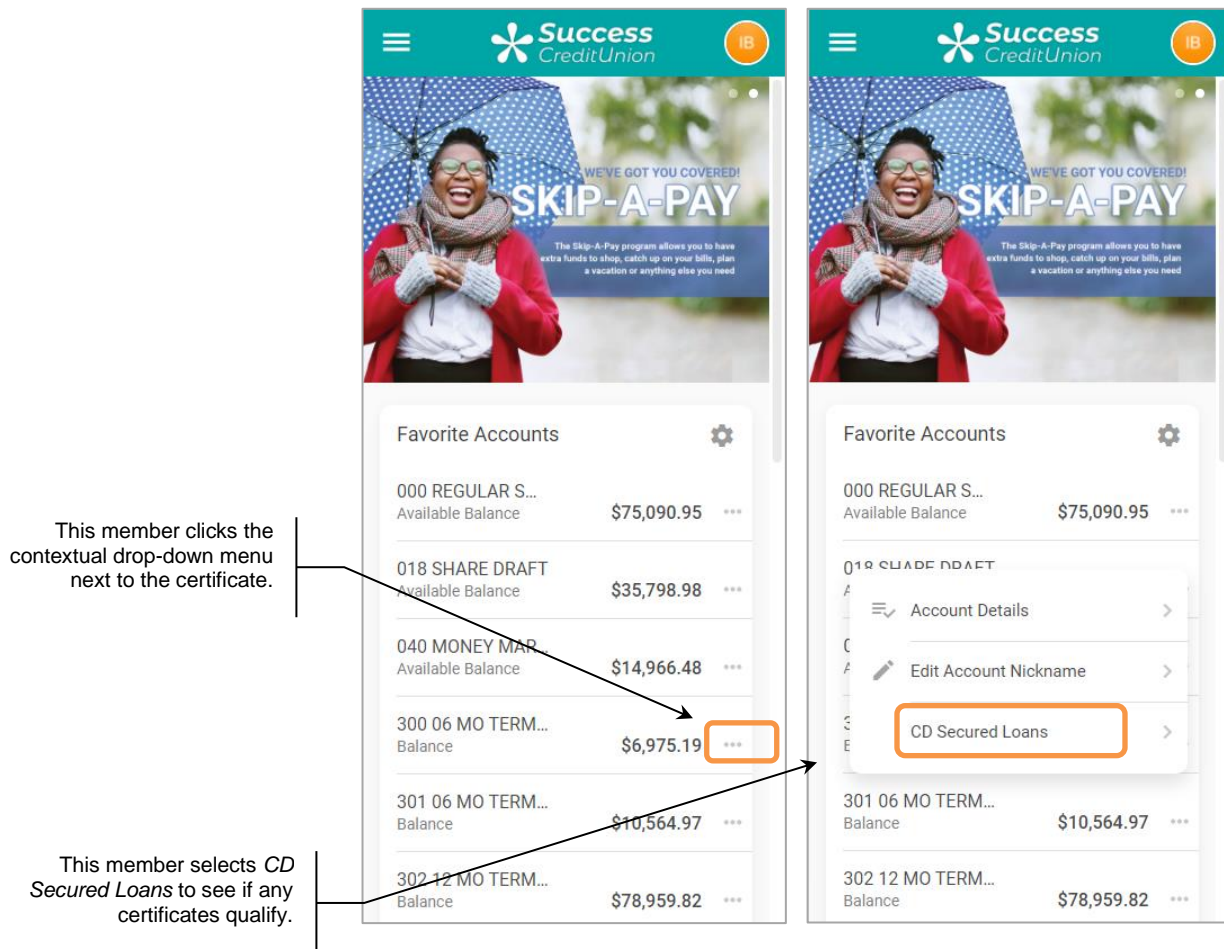 Success
CreditUnion
IB
WE'VE GOT YOU COVERED!
SKIP-A-PAY
The Skip-A-Pay program allows you to have
extra funds to shop, catch up on your bills, plan
a vacation or anything else you need
Favorite Accounts
000 REGULAR S...
Available Balance
$75,090.95
018 SHARE DRAFT
Available Balance
$35,798.98
040 MONEY MAR...
Available Balance
$14,966.48
300 06 MO TERM...
Balance
$6,975.19
301 06 MO TERM...
Balance
$10,564.97
302 12 MO TERM...
Balance
$78,959.82
This member clicks the
contextual drop-down menu
next to the certificate.
This member selects CD
Secured Loans to see if any
certificates qualify.
Success
CreditUnion
IB
WE'VE GOT YOU COVERED!
SKIP-A-PAY
The Skip-A-Pay program allows you to have
extra funds to shop, catch up on your bills, plan
a vacation or anything else you need
Favorite Accounts
000 REGULAR S...
Available Balance
$75,090.95
018 SHARE DRAFT
Account Details
Edit Account Nickname
CD Secured Loans
301 06 MO TERM...
Balance
$10,564.97
302 12 MO TERM...
Balance
$78,959.82